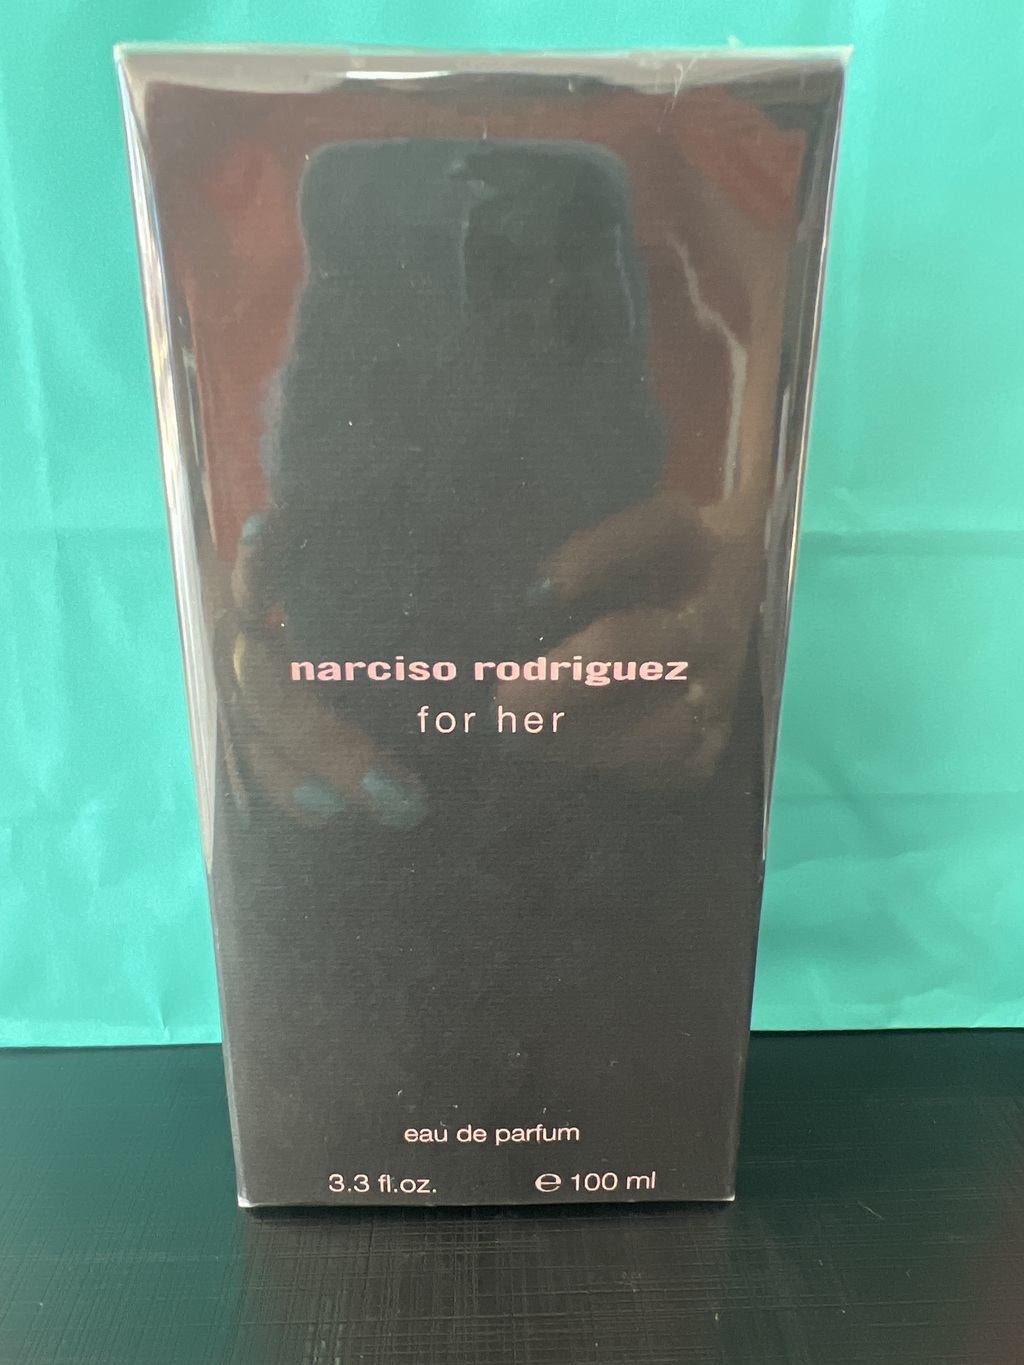 narciso rodriguez
for her
eau de parfum
3.3 fl.oz. ℮ 100 ml